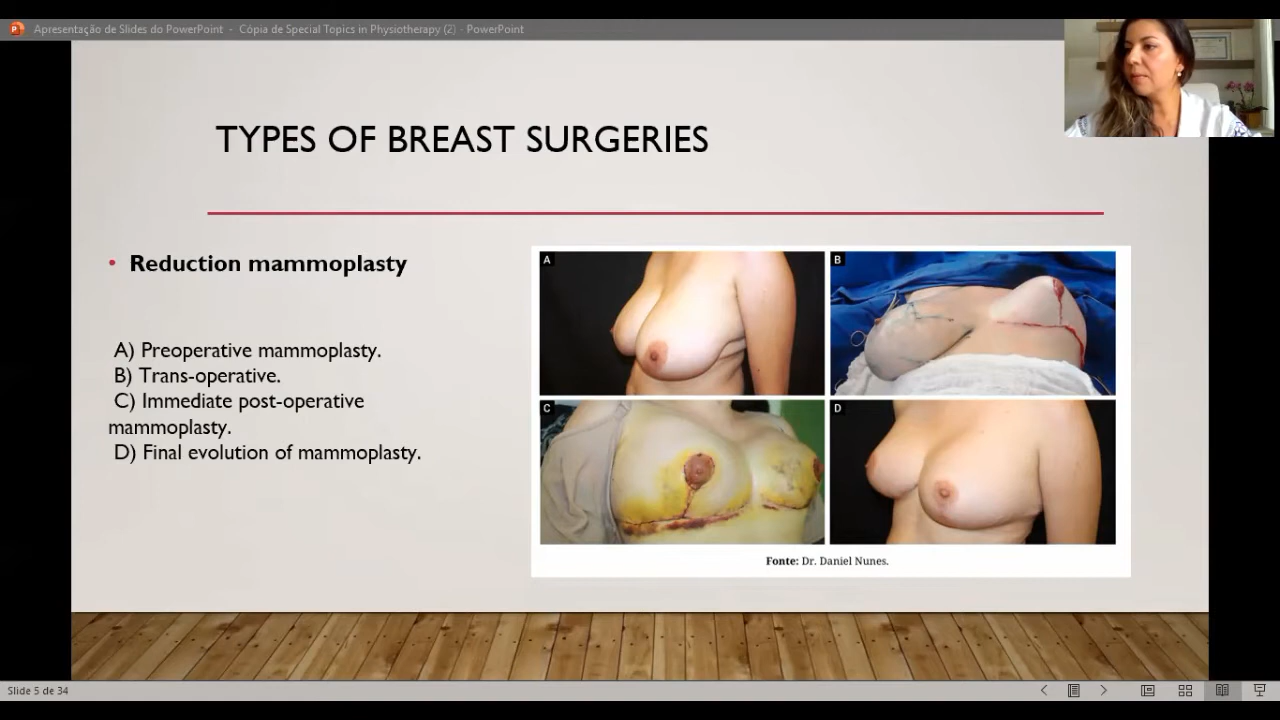 Apresentação de Slides do PowerPoint - Cópia de Special Topics in Physiotherapy (2) - PowerPoint
TYPES OF BREAST SURGERIES
• Reduction mammoplasty
A) Preoperative mammoplasty.
B) Trans-operative.
C) Immediate post-operative
mammoplasty.
D) Final evolution of mammoplasty.
A
B
C
D
Fonte: Dr. Daniel Nunes.
Slide 5 de 34